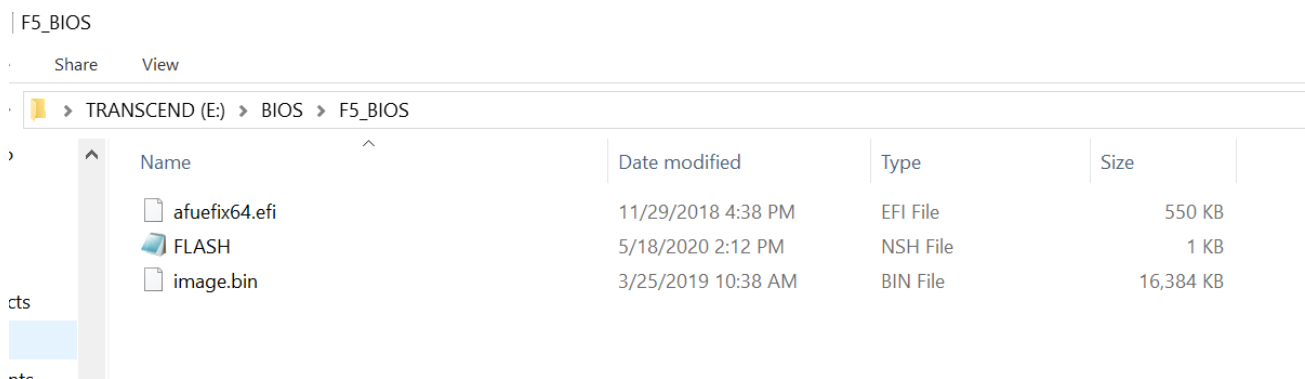 F5_BIOS
Share View
TRANSCEND (E:) BIOS F5_BIOS
Name Date modified Type Size
afuefix64.efi 11/29/2018 4:38 PM EFI File 550 KB
FLASH 5/18/2020 2:12 PM NSH File 1 KB
image.bin 3/25/2019 10:38 AM BIN File 16,384 KB
cts